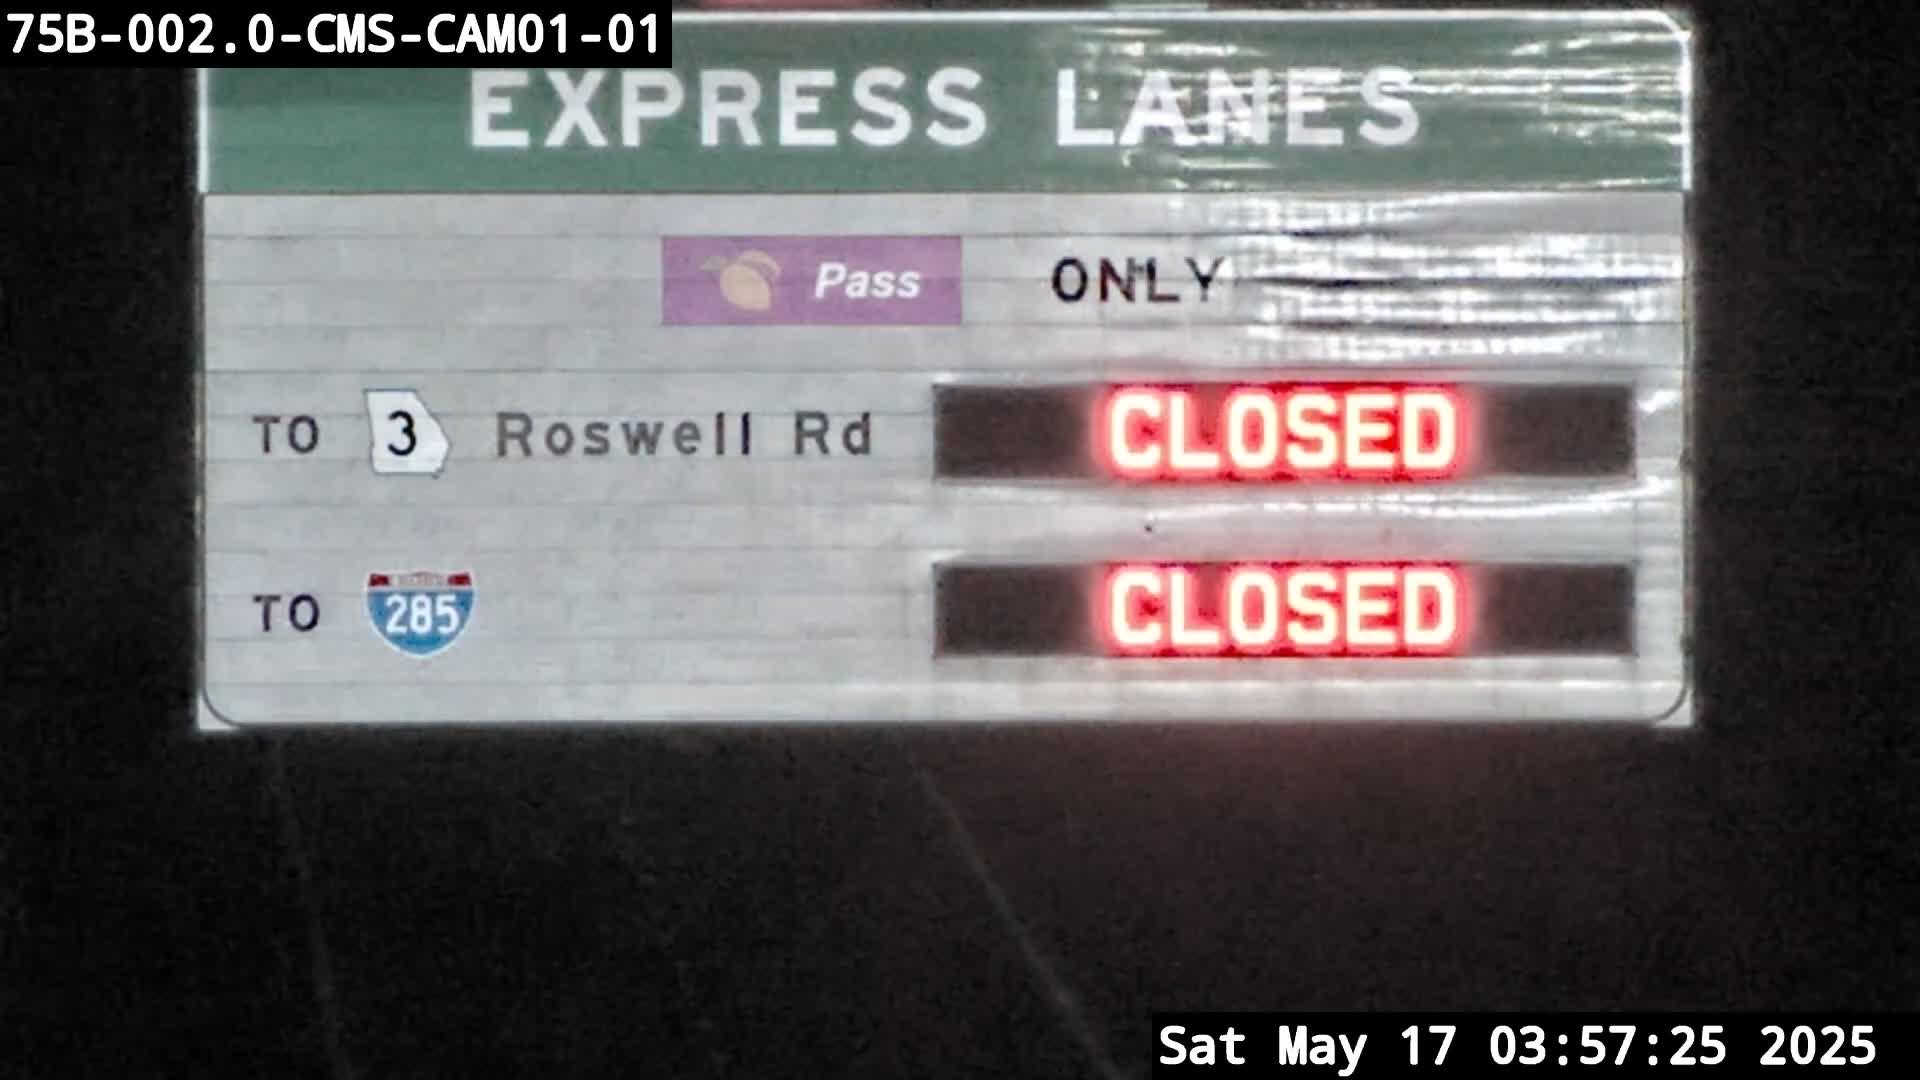 75B-002.0-CMS-CAM01-01
EXPRESS LANES
Pass ONLY
TO 3 Roswell Rd CLOSED
TO 285 CLOSED
Sat May 17 03:57:25 2025